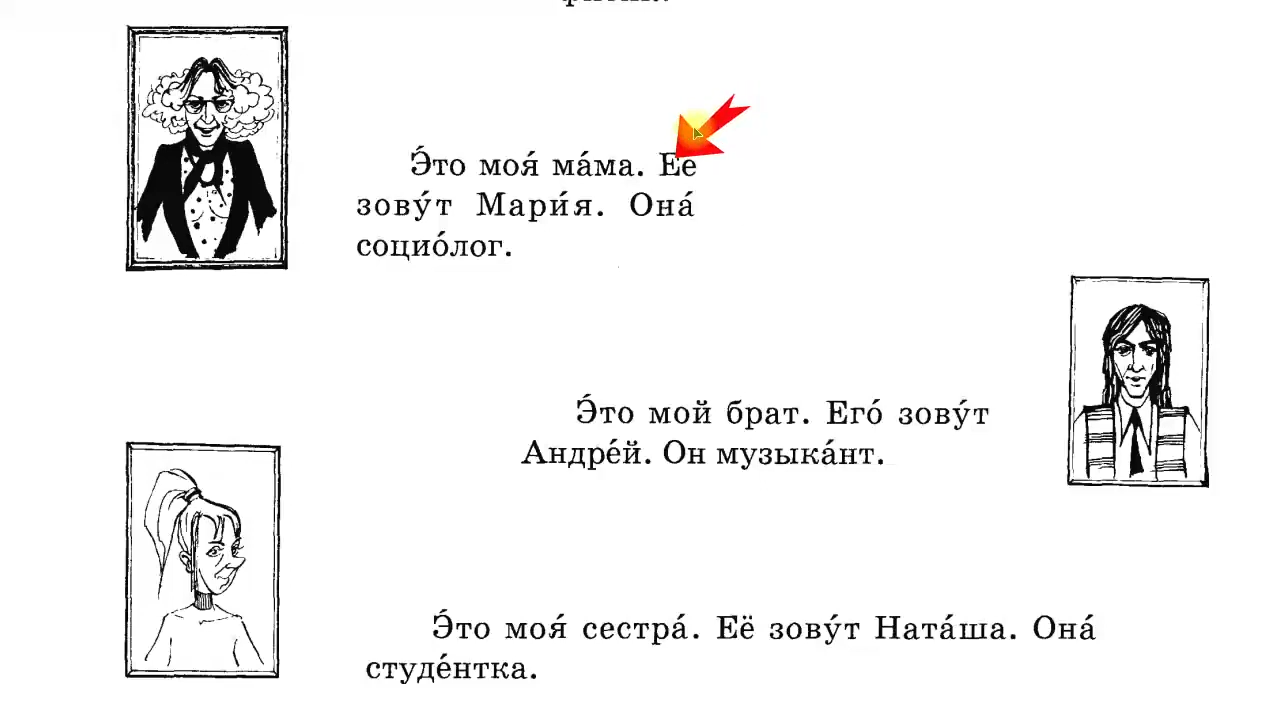 Э́то моя́ ма́ма. Её
зову́т Мари́я. Она́
социо́лог.
Э́то мой брат. Его́ зову́т
Андре́й. Он музыка́нт.
Э́то моя́ сестра́. Её зову́т Ната́ша. Она́
студе́нтка.